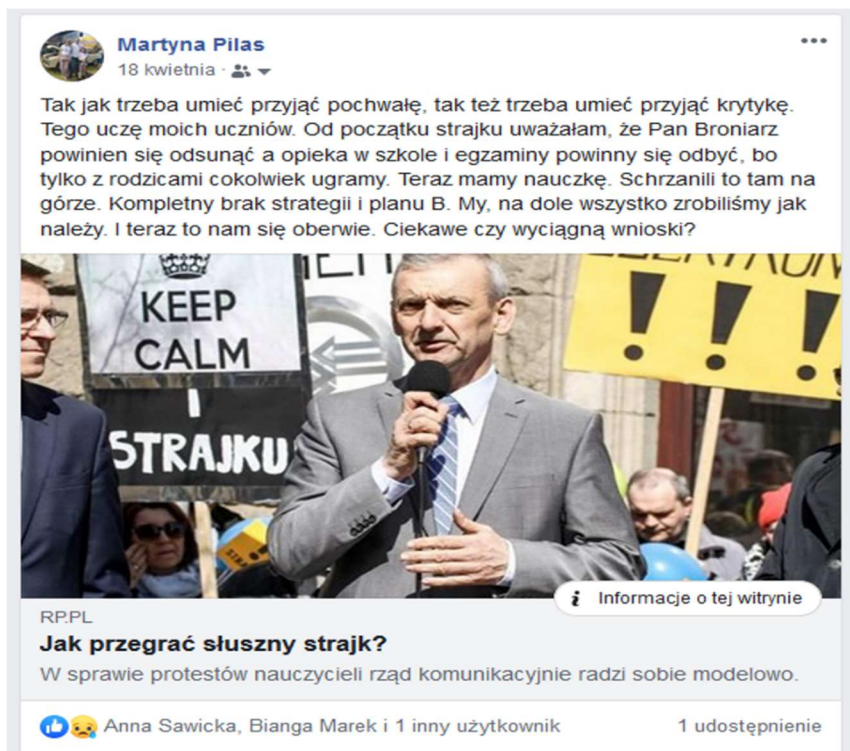 Martyna Pilas
18 kwietnia ·
Tak jak trzeba umieć przyjąć pochwałę, tak też trzeba umieć przyjąć krytykę.
Tego uczę moich uczniów. Od początku strajku uważałam, że Pan Broniarz
powinien się odsunąć a opieka w szkole i egzaminy powinny się odbyć, bo
tylko z rodzicami cokolwiek ugramy. Teraz mamy nauczkę. Schrzanili to tam na
górze. Kompletny brak strategii i planu B. My, na dole wszystko zrobiliśmy jak
należy. I teraz to nam się oberwie. Ciekawe czy wyciągną wnioski?
KEEP
CALM
I
STRAJKU
!!!
i Informacje o tej witrynie
RP.PL
Jak przegrać słuszny strajk?
W sprawie protestów nauczycieli rząd komunikacyjnie radzi sobie modelowo.
Anna Sawicka, Bianga Marek i 1 inny użytkownik 1 udostępnienie